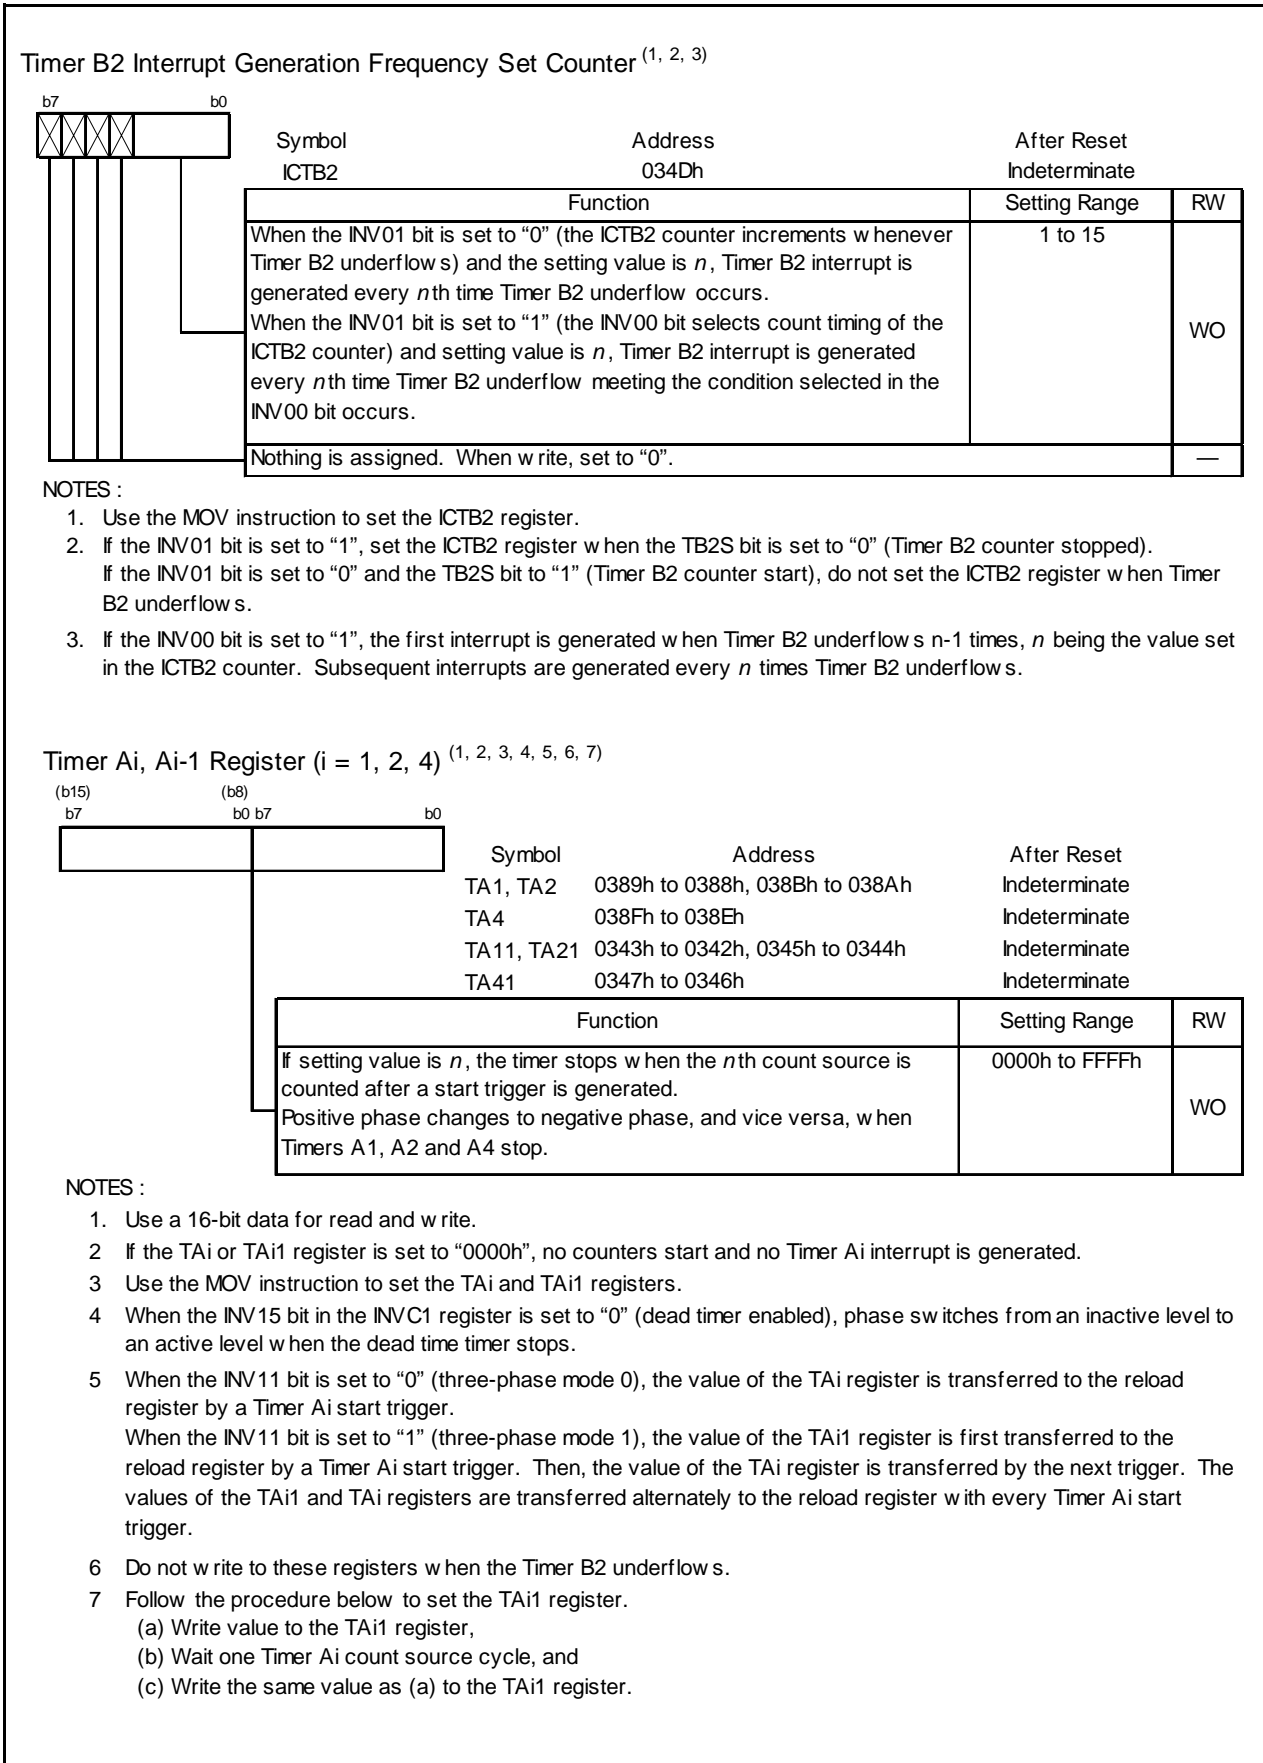 Timer B2 Interrupt Generation Frequency Set Counter (1, 2, 3)
b7 b0
Symbol Address After Reset
ICTB2 034Dh Indeterminate
Function Setting Range RW
When the INV01 bit is set to “0” (the ICTB2 counter increments whenever 1 to 15
Timer B2 underflows) and the setting value is n, Timer B2 interrupt is
generated every nth time Timer B2 underflow occurs.
When the INV01 bit is set to “1” (the INV00 bit selects count timing of the WO
ICTB2 counter) and setting value is n, Timer B2 interrupt is generated
every nth time Timer B2 underflow meeting the condition selected in the
INV00 bit occurs.
Nothing is assigned. When write, set to “0”. —
NOTES :
1. Use the MOV instruction to set the ICTB2 register.
2. If the INV01 bit is set to “1”, set the ICTB2 register when the TB2S bit is set to “0” (Timer B2 counter stopped).
If the INV01 bit is set to “0” and the TB2S bit to “1” (Timer B2 counter start), do not set the ICTB2 register when Timer
B2 underflows.
3. If the INV00 bit is set to “1”, the first interrupt is generated when Timer B2 underflows n-1 times, n being the value set
in the ICTB2 counter. Subsequent interrupts are generated every n times Timer B2 underflows.
Timer Ai, Ai-1 Register (i = 1, 2, 4) (1, 2, 3, 4, 5, 6, 7)
(b15) (b8)
b7 b0 b7 b0
Symbol Address After Reset
TA1, TA2 0389h to 0388h, 038Bh to 038Ah Indeterminate
TA4 038Fh to 038Eh Indeterminate
TA11, TA21 0343h to 0342h, 0345h to 0344h Indeterminate
TA41 0347h to 0346h Indeterminate
Function Setting Range RW
If setting value is n, the timer stops when the nth count source is 0000h to FFFFh
counted after a start trigger is generated.
Positive phase changes to negative phase, and vice versa, when WO
Timers A1, A2 and A4 stop.
NOTES :
1. Use a 16-bit data for read and write.
2 If the TAi or TAi1 register is set to “0000h”, no counters start and no Timer Ai interrupt is generated.
3 Use the MOV instruction to set the TAi and TAi1 registers.
4 When the INV15 bit in the INVC1 register is set to “0” (dead timer enabled), phase switches from an inactive level to
an active level when the dead time timer stops.
5 When the INV11 bit is set to “0” (three-phase mode 0), the value of the TAi register is transferred to the reload
register by a Timer Ai start trigger.
When the INV11 bit is set to “1” (three-phase mode 1), the value of the TAi1 register is first transferred to the
reload register by a Timer Ai start trigger. Then, the value of the TAi register is transferred by the next trigger. The
values of the TAi1 and TAi registers are transferred alternately to the reload register with every Timer Ai start
trigger.
6 Do not write to these registers when the Timer B2 underflows.
7 Follow the procedure below to set the TAi1 register.
(a) Write value to the TAi1 register,
(b) Wait one Timer Ai count source cycle, and
(c) Write the same value as (a) to the TAi1 register.